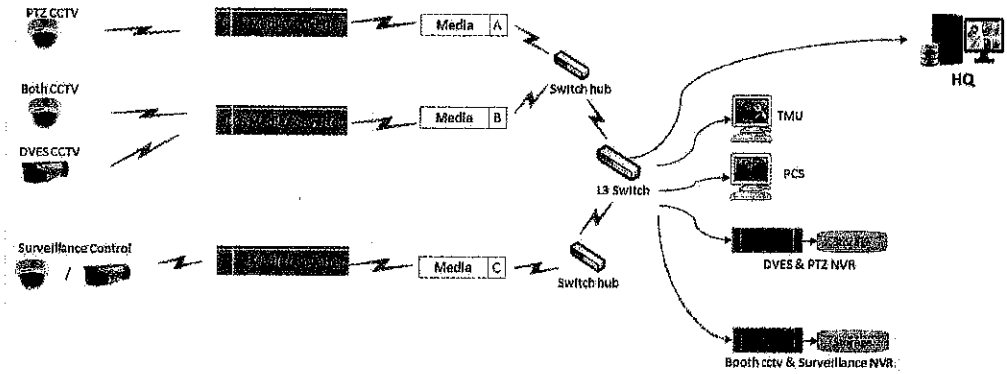 PTZ CCTV
Media A
Switch hub
HQ
Both CCTV
Media B
TMU
DVES CCTV
L3 Switch
PCS
Surveillance Control
/
Media C
Switch hub
DVES & PTZ NVR
Booth cctv & Surveillance NVR